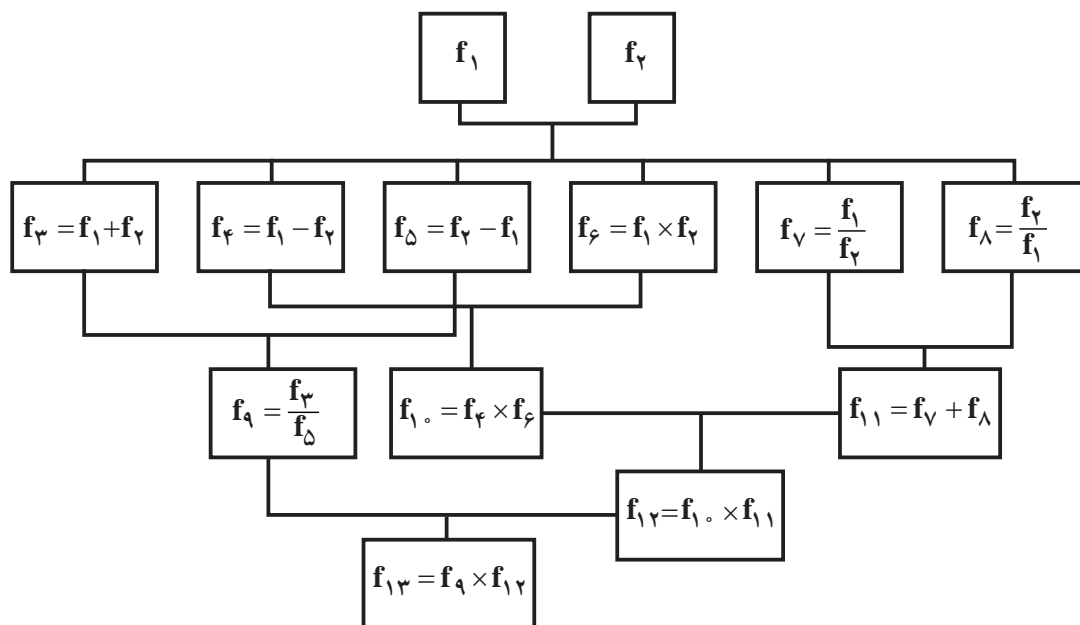 f۱
f۲
f۳ = f۱+f۲
f۴ = f۱ − f۲
f۵ = f۲ − f۱
f۶ = f۱ × f۲
f۷ = f۱/f۲
f۸ = f۲/f۱
f۹ = f۳/f۵
f۱۰ = f۴ × f۶
f۱۱ = f۷ + f۸
f۱۲=f۱۰ × f۱۱
f۱۳ = f۹ × f۱۲